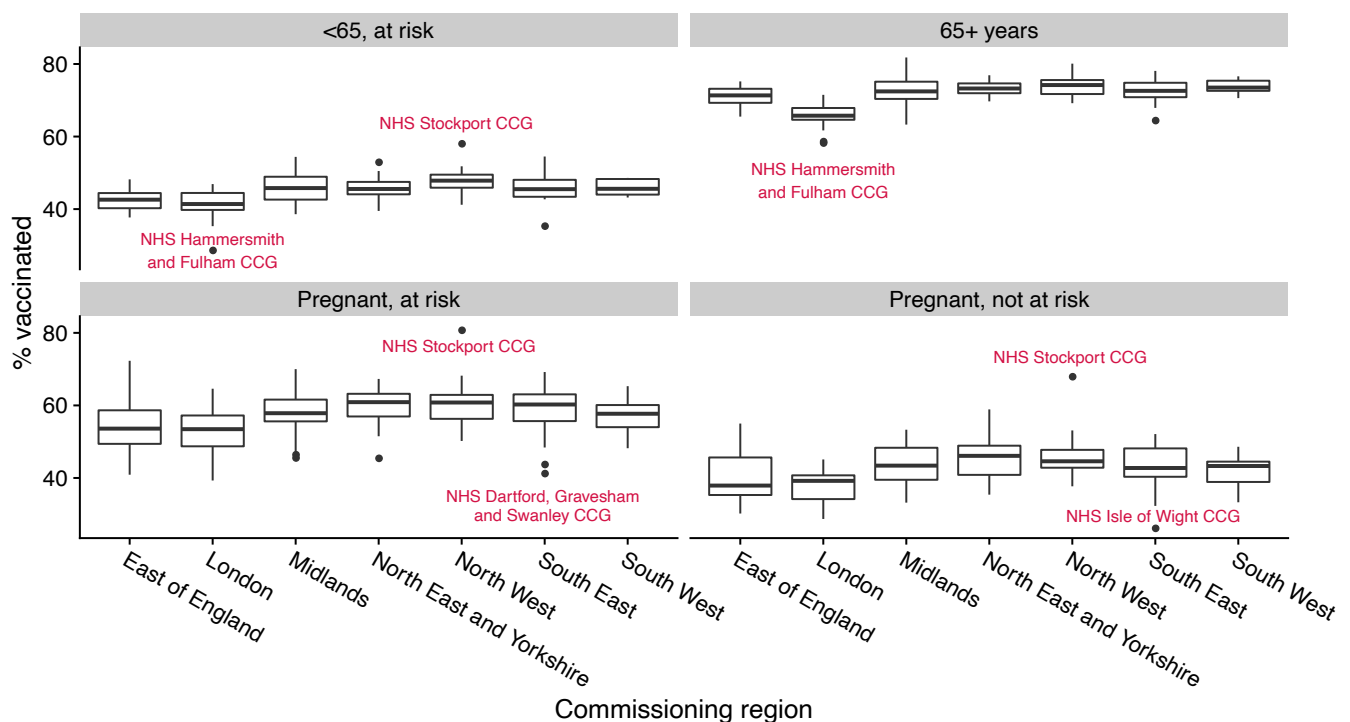 <65, at risk
65+ years
80
60
40
NHS Stockport CCG
NHS Hammersmith
and Fulham CCG
NHS Hammersmith
and Fulham CCG
% vaccinated
Pregnant, at risk
Pregnant, not at risk
80
60
40
NHS Stockport CCG
NHS Dartford, Gravesham
and Swanley CCG
NHS Stockport CCG
NHS Isle of Wight CCG
East of England
London
Midlands
North East and Yorkshire
North West
South East
South West
East of England
London
Midlands
North East and Yorkshire
North West
South East
South West
Commissioning region